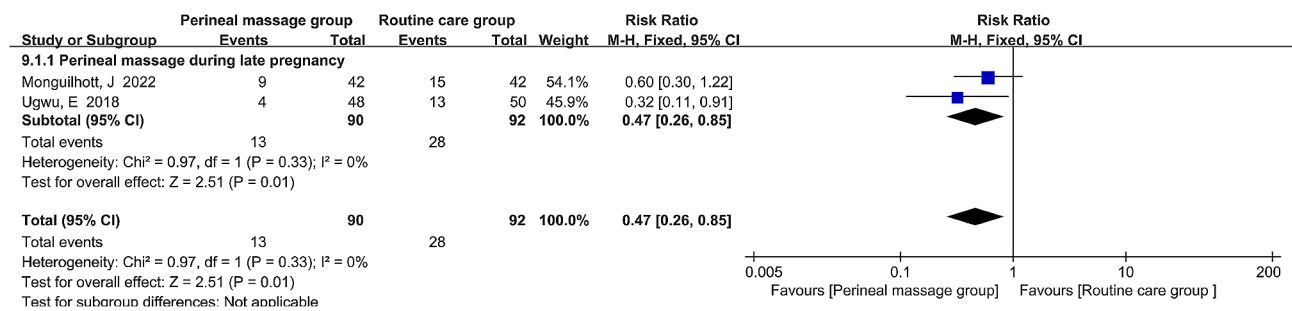 Perineal massage group Routine care group Risk Ratio Risk Ratio
Study or Subgroup Events Total Events Total Weight M-H, Fixed, 95% CI M-H, Fixed, 95% CI
9.1.1 Perineal massage during late pregnancy
Monguilhott, J 2022 9 42 15 42 54.1% 0.60 [0.30, 1.22]
Ugwu, E 2018 4 48 13 50 45.9% 0.32 [0.11, 0.91]
Subtotal (95% CI) 90 92 100.0% 0.47 [0.26, 0.85]
Total events 13 28
Heterogeneity: Chi² = 0.97, df = 1 (P = 0.33); I² = 0%
Test for overall effect: Z = 2.51 (P = 0.01)
Total (95% CI) 90 92 100.0% 0.47 [0.26, 0.85]
Total events 13 28
Heterogeneity: Chi² = 0.97, df = 1 (P = 0.33); I² = 0%
Test for overall effect: Z = 2.51 (P = 0.01)
Test for subgroup differences: Not applicable
0.005 0.1 1 10 200
Favours [Perineal massage group] Favours [Routine care group ]